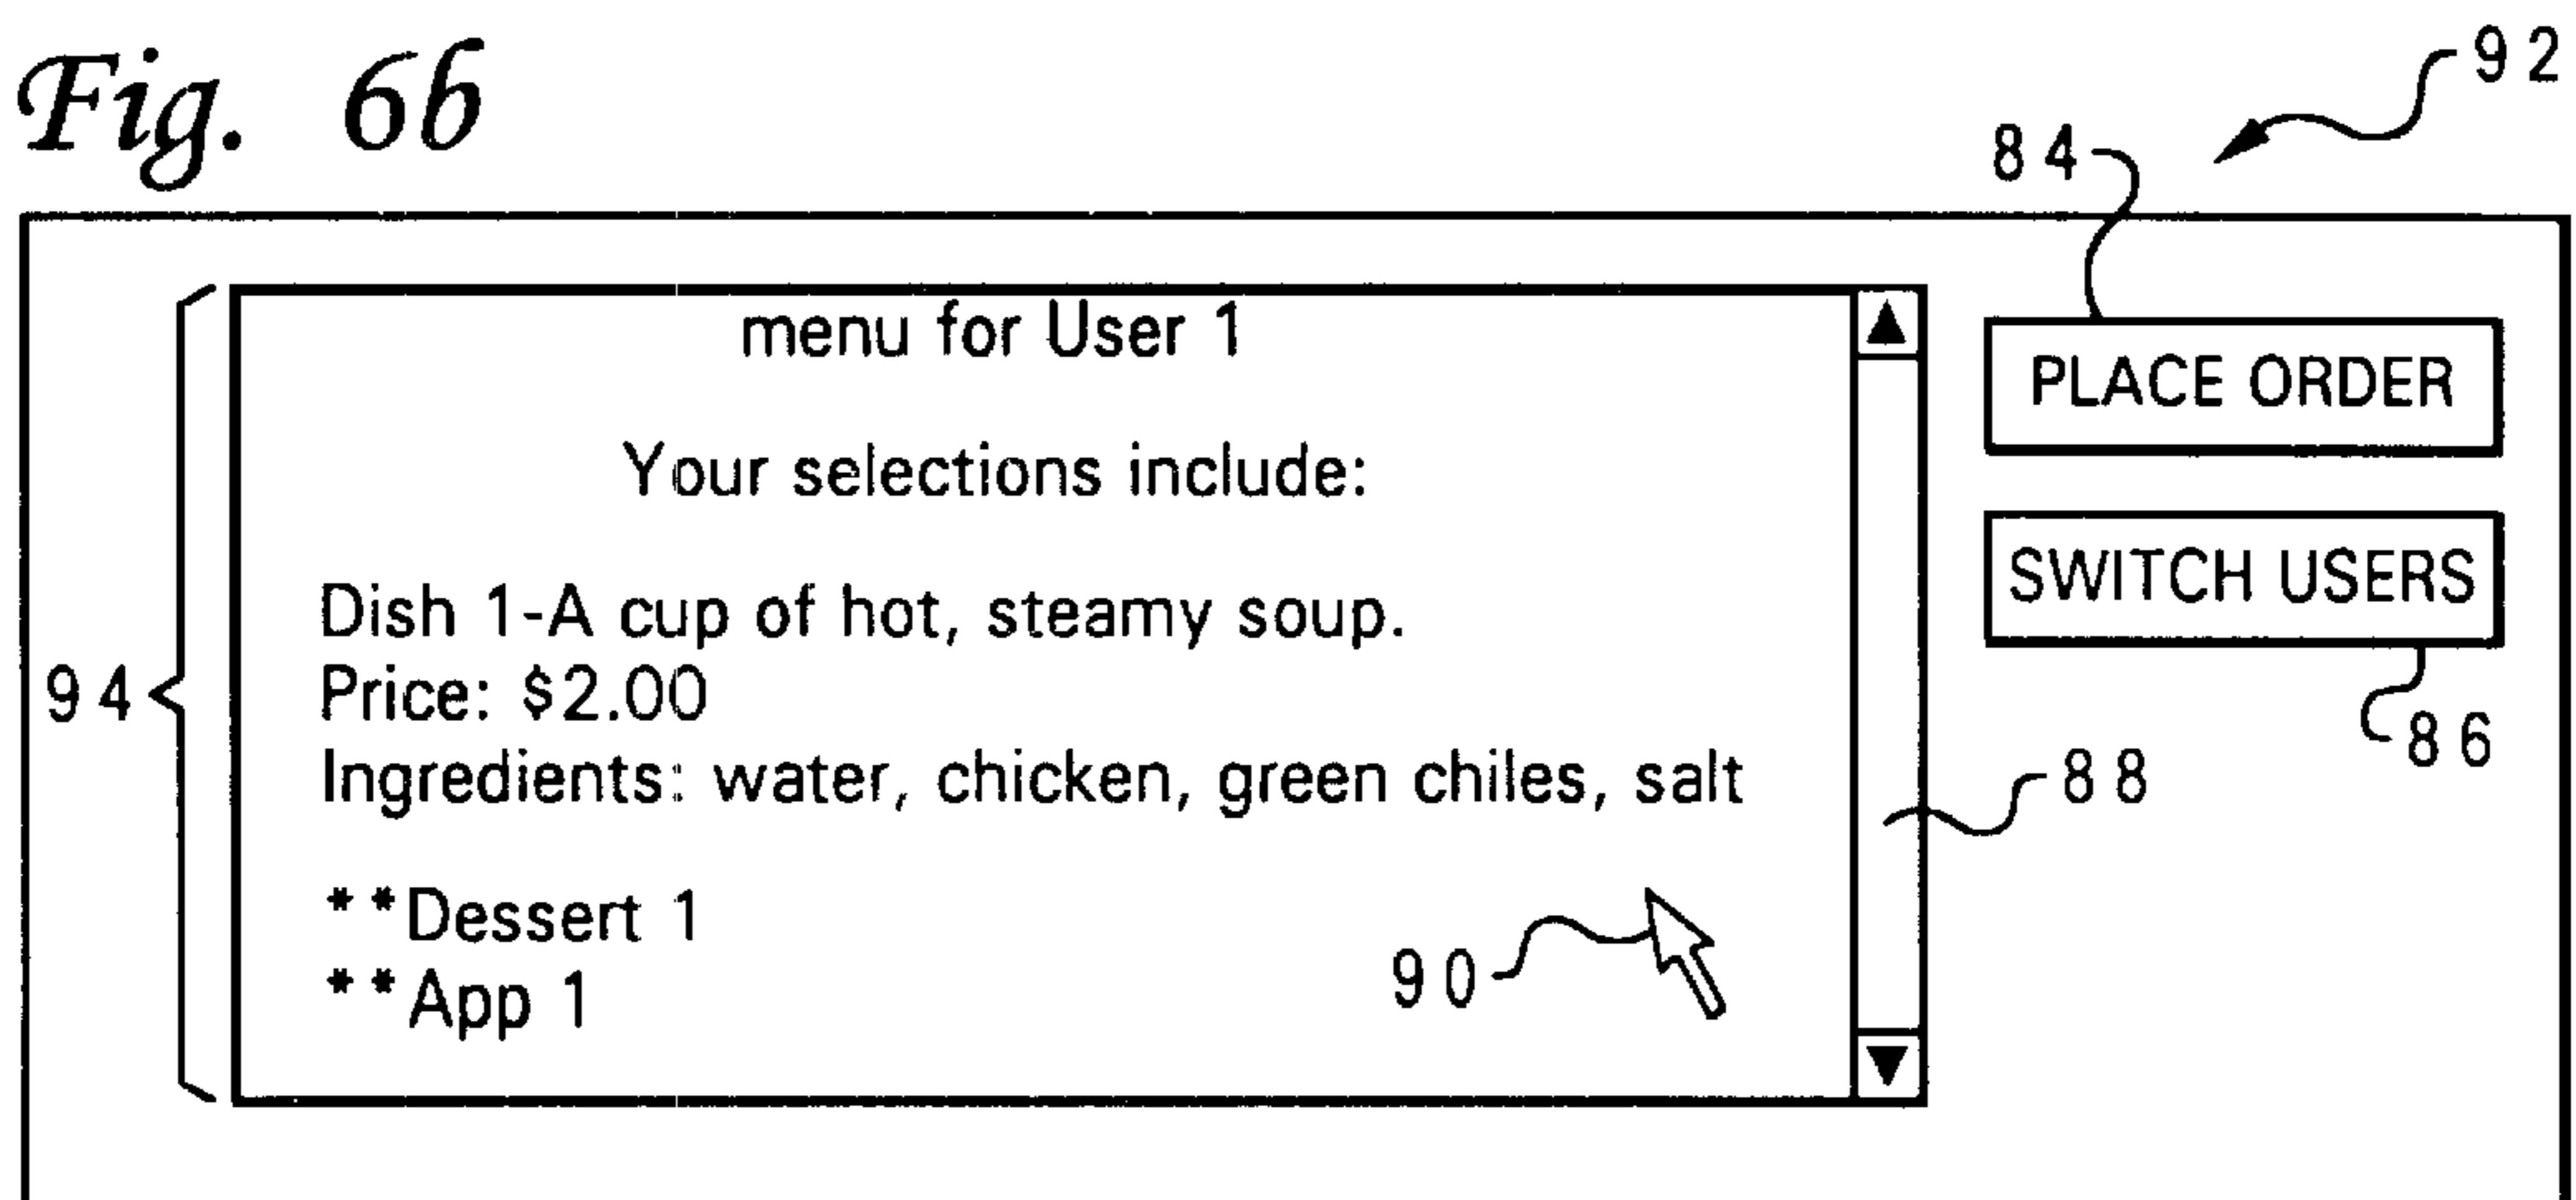 Fig. 6b
92
84
menu for User 1
PLACE ORDER
Your selections include:
SWITCH USERS
Dish 1-A cup of hot, steamy soup.
94
Price: $2.00
86
Ingredients: water, chicken, green chiles, salt
88
**Dessert 1
90
**App 1